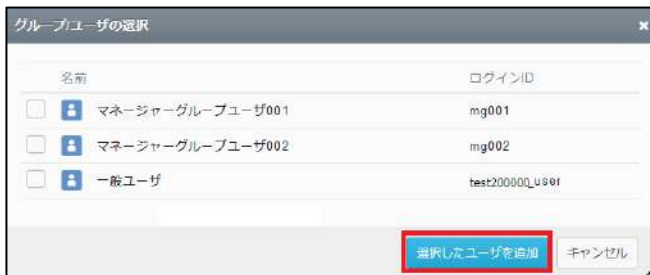 グループ/ユーザの選択
×
名前 ログインID
マネージャーグループユーザ001 mg001
マネージャーグループユーザ002 mg002
一般ユーザ test200000_user
選択したユーザを追加 キャンセル